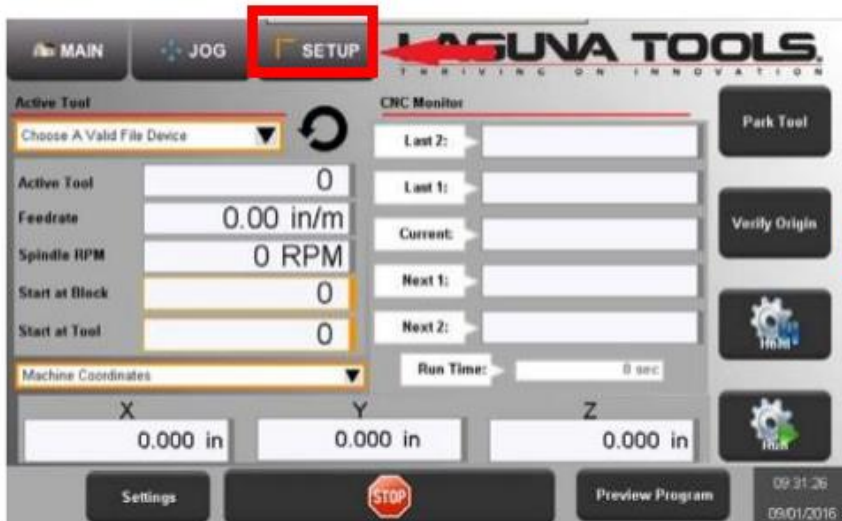 MAIN
JOG
SETUP
LAGUNA TOOLS
THRIVING ON INNOVATION
Active Tool
Choose A Valid File Device
Active Tool 0
Feedrate 0.00 in/m
Spindle RPM 0 RPM
Start at Block 0
Start at Tool 0
Machine Coordinates
CNC Monitor
Last 2:
Last 1:
Current:
Next 1:
Next 2:
Run Time: 0 sec
Park Tool
Verify Origin
Hold
Run
X Y Z
0.000 in 0.000 in 0.000 in
Settings
STOP
Preview Program
09:31:26
09/01/2016